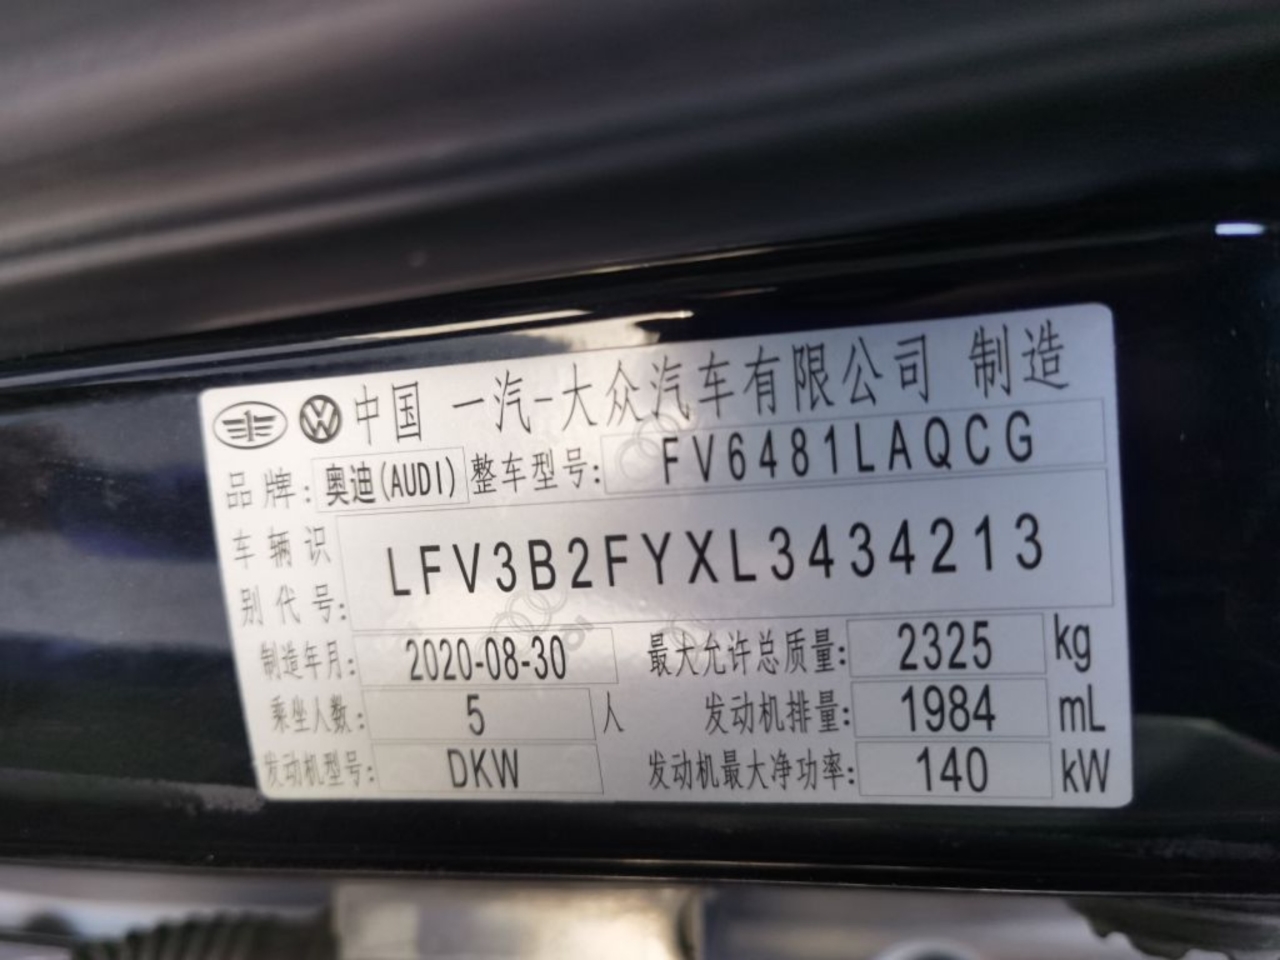 中国 一汽-大众汽车有限公司 制造
品牌: 奥迪(AUDI) 整车型号: FV6481LAQCG
车辆识别代号: LFV3B2FYXL3434213
制造年月: 2020-08-30 最大允许总质量: 2325 kg
乘坐人数: 5 人 发动机排量: 1984 mL
发动机型号: DKW 发动机最大净功率: 140 kW